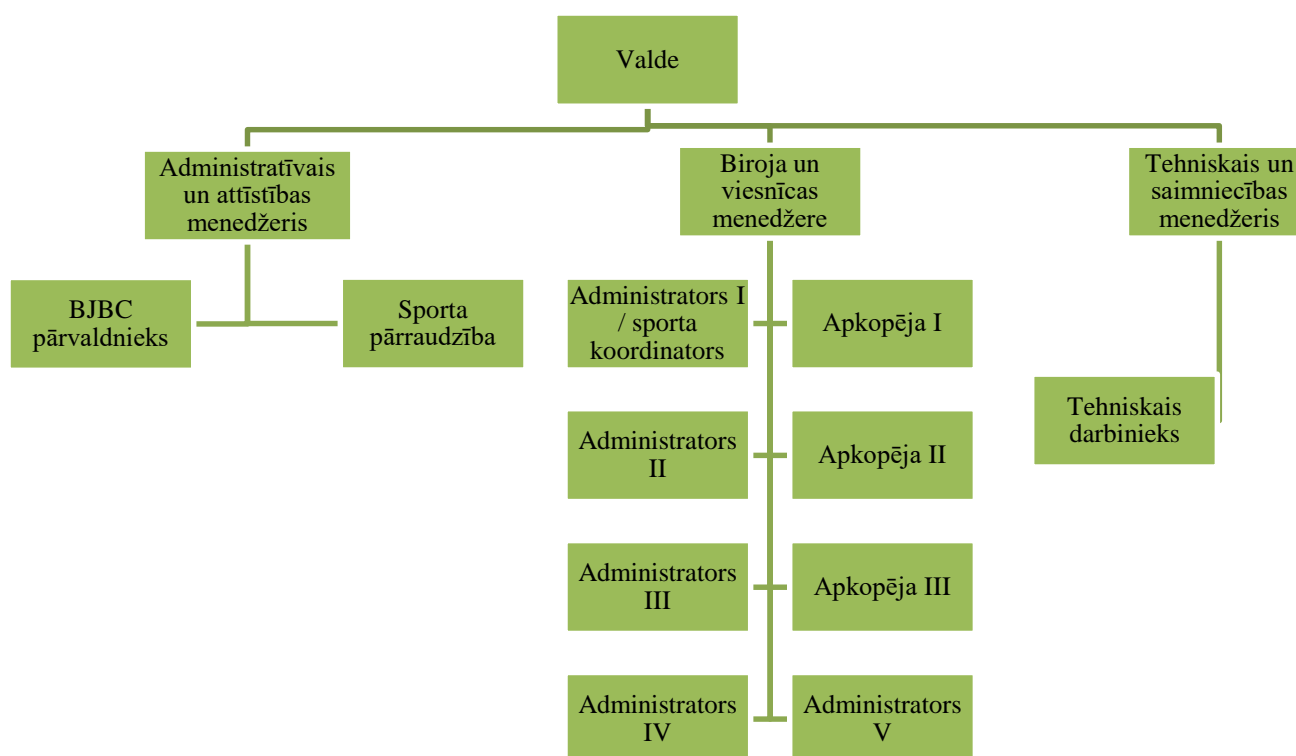 Valde
Administratīvais
un attīstības
menedžeris
Biroja un
viesnīcas
menedžere
Tehniskais un
saimniecības
menedžeris
BJBC
pārvaldnieks
Sporta
pārraudzība
Administrators I
/ sporta
koordinators
Apkopēja I
Tehniskais
darbinieks
Administrators
II
Apkopēja II
Administrators
III
Apkopēja III
Administrators
IV
Administrators
V